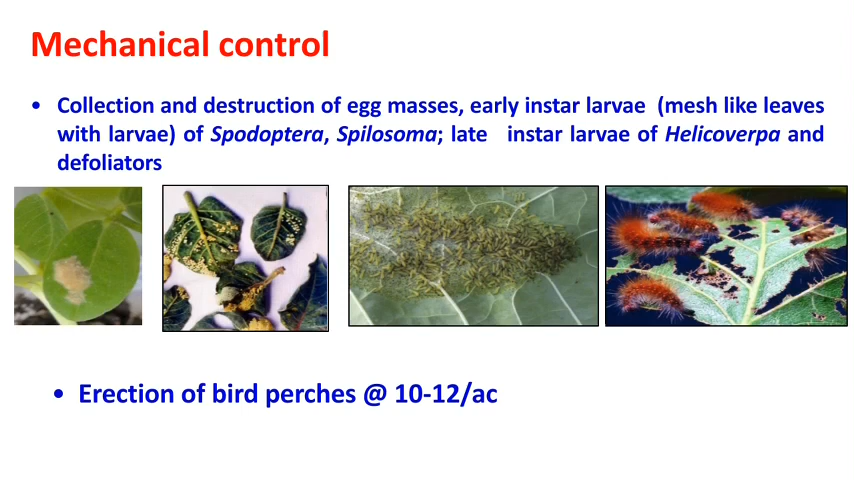 Mechanical control
• Collection and destruction of egg masses, early instar larvae (mesh like leaves
with larvae) of Spodoptera, Spilosoma; late instar larvae of Helicoverpa and
defoliators
• Erection of bird perches @ 10-12/ac